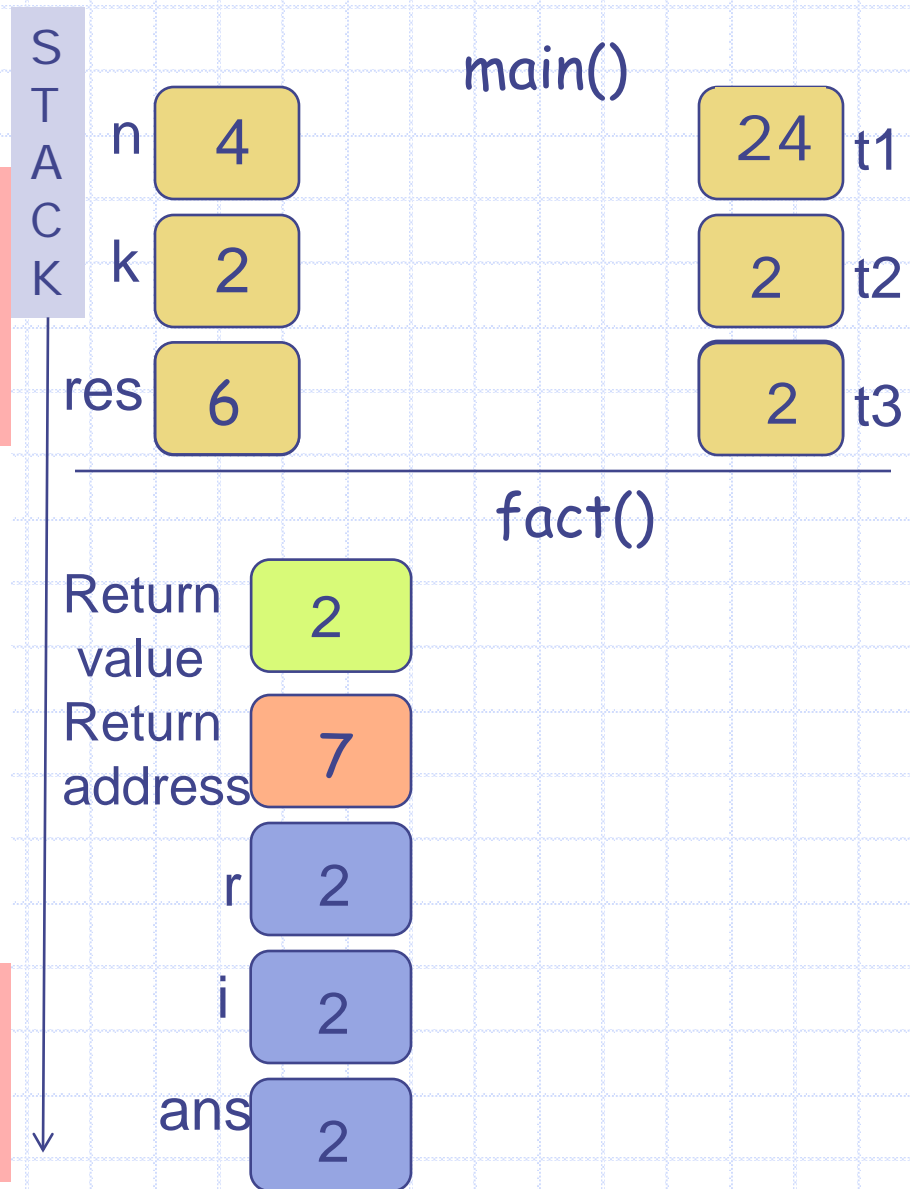 STACK
main()
n 4 24 t1
k 2 2 t2
res 6 2 t3
fact()
Return
value
2
Return
address
7
r 2
i 2
ans 2